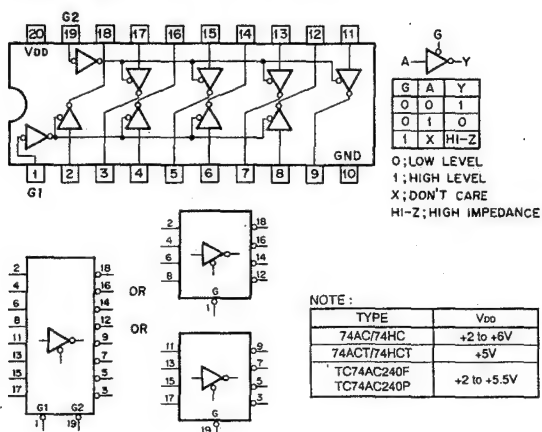 G2
20 19 18 17 16 15 14 13 12 11
VDD
GND
1 2 3 4 5 6 7 8 9 10
G1
G
A Y
G A Y
0 0 1
0 1 0
1 X HI-Z
0;LOW LEVEL
1;HIGH LEVEL
X;DON'T CARE
HI-Z;HIGH IMPEDANCE
2 18
4 16
6 14
8 12
11 9
13 7
15 5
17 3
G1 G2
1 19
OR
OR
2 18
4 16
6 14
8 12
G
1
11 9
13 7
15 5
17 3
G
19
NOTE :
TYPE VDD
74AC/74HC +2 to +6V
74ACT/74HCT +5V
TC74AC240F
TC74AC240P +2 to +5.5V